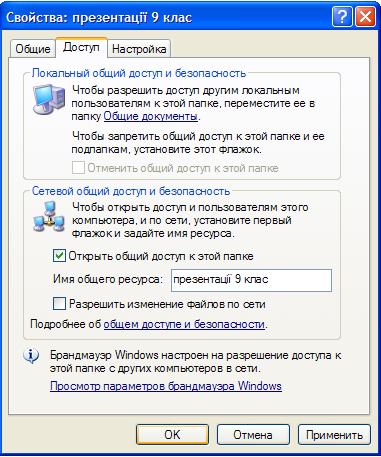 Свойства: презентації 9 клас
Общие
Доступ
Настройка
Локальный общий доступ и безопасность
Чтобы разрешить доступ другим локальным
пользователям к этой папке, переместите ее в
папку Общие документы.
Чтобы запретить общий доступ к этой папке и ее
подпапкам, установите этот флажок.
Отменить общий доступ к этой папке
Сетевой общий доступ и безопасность
Чтобы открыть доступ и пользователям этого
компьютера, и по сети, установите первый
флажок и задайте имя ресурса.
Открыть общий доступ к этой папке
Имя общего ресурса: презентації 9 клас
Разрешить изменение файлов по сети
Подробнее об общем доступе и безопасности.
Брандмауэр Windows настроен на разрешение доступа к
этой папке с других компьютеров в сети.
Просмотр параметров брандмауэра Windows
OK
Отмена
Применить